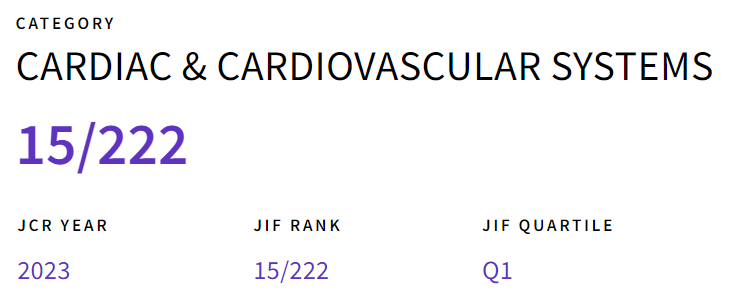 CATEGORY
CARDIAC & CARDIOVASCULAR SYSTEMS
15/222
JCR YEAR JIF RANK JIF QUARTILE
2023 15/222 Q1